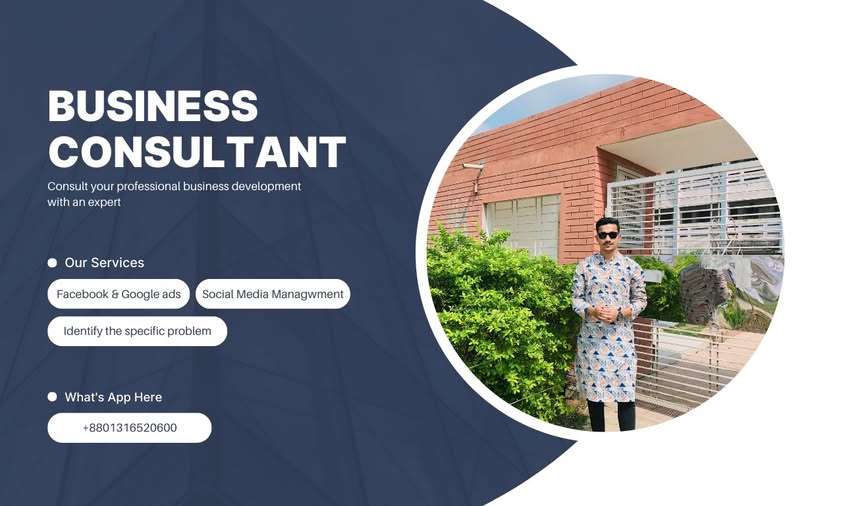 BUSINESS
CONSULTANT
Consult your professional business development
with an expert
Our Services
Facebook & Google ads
Social Media Managwment
Identify the specific problem
What's App Here
+8801316520600